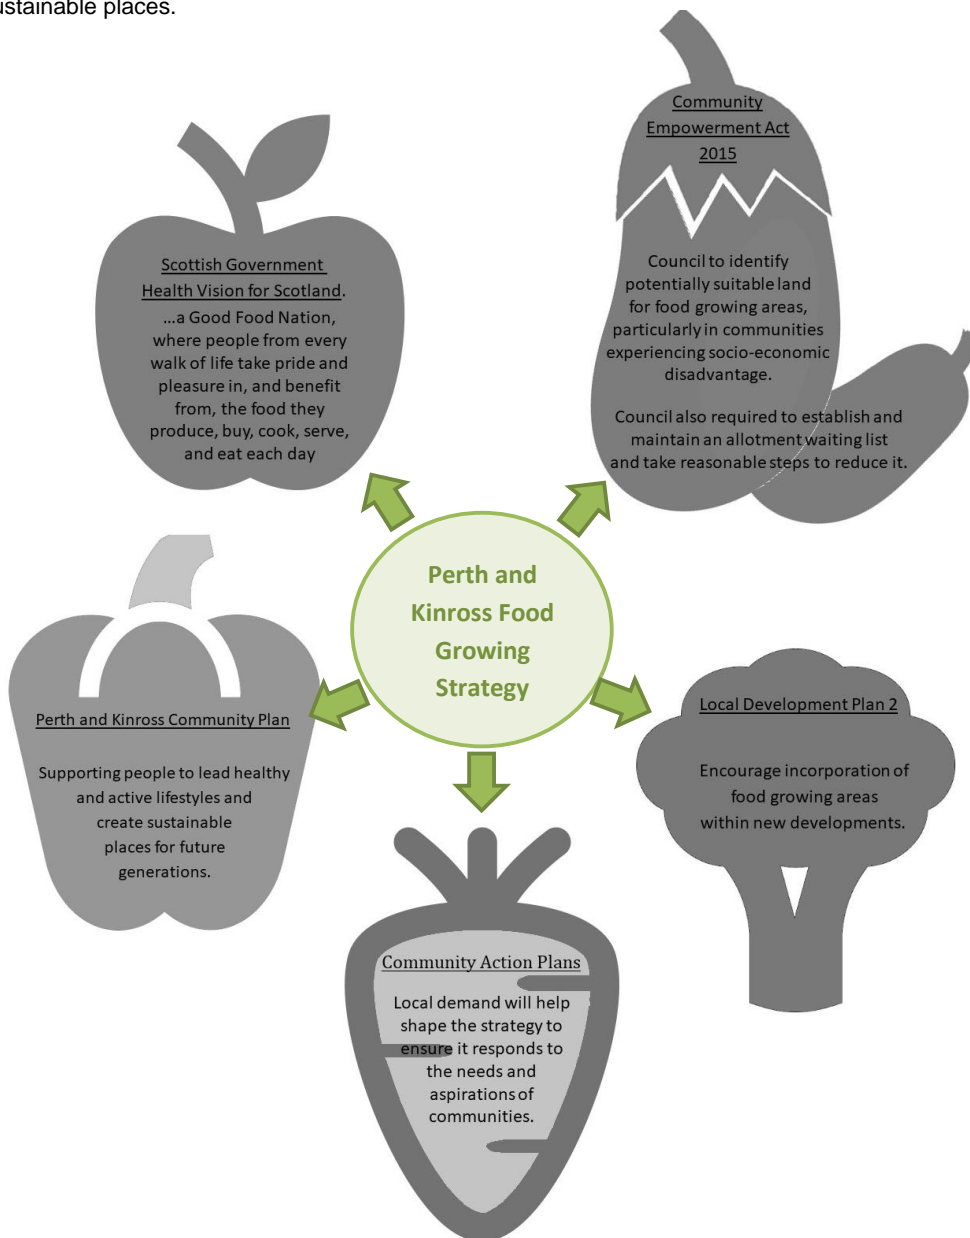 ustainable places.
Community
Empowerment Act
2015
Council to identify
potentially suitable land
for food growing areas,
particularly in communities
experiencing socio-economic
disadvantage.
Council also required to establish and
maintain an allotment waiting list
and take reasonable steps to reduce it.
Scottish Government
Health Vision for Scotland.
...a Good Food Nation,
where people from every
walk of life take pride and
pleasure in, and benefit
from, the food they
produce, buy, cook, serve,
and eat each day
Perth and
Kinross Food
Growing
Strategy
Perth and Kinross Community Plan
Supporting people to lead healthy
and active lifestyles and
create sustainable
places for future
generations.
Local Development Plan 2
Encourage incorporation of
food growing areas
within new developments.
Community Action Plans
Local demand will help
shape the strategy to
ensure it responds to
the needs and
aspirations of
communities.